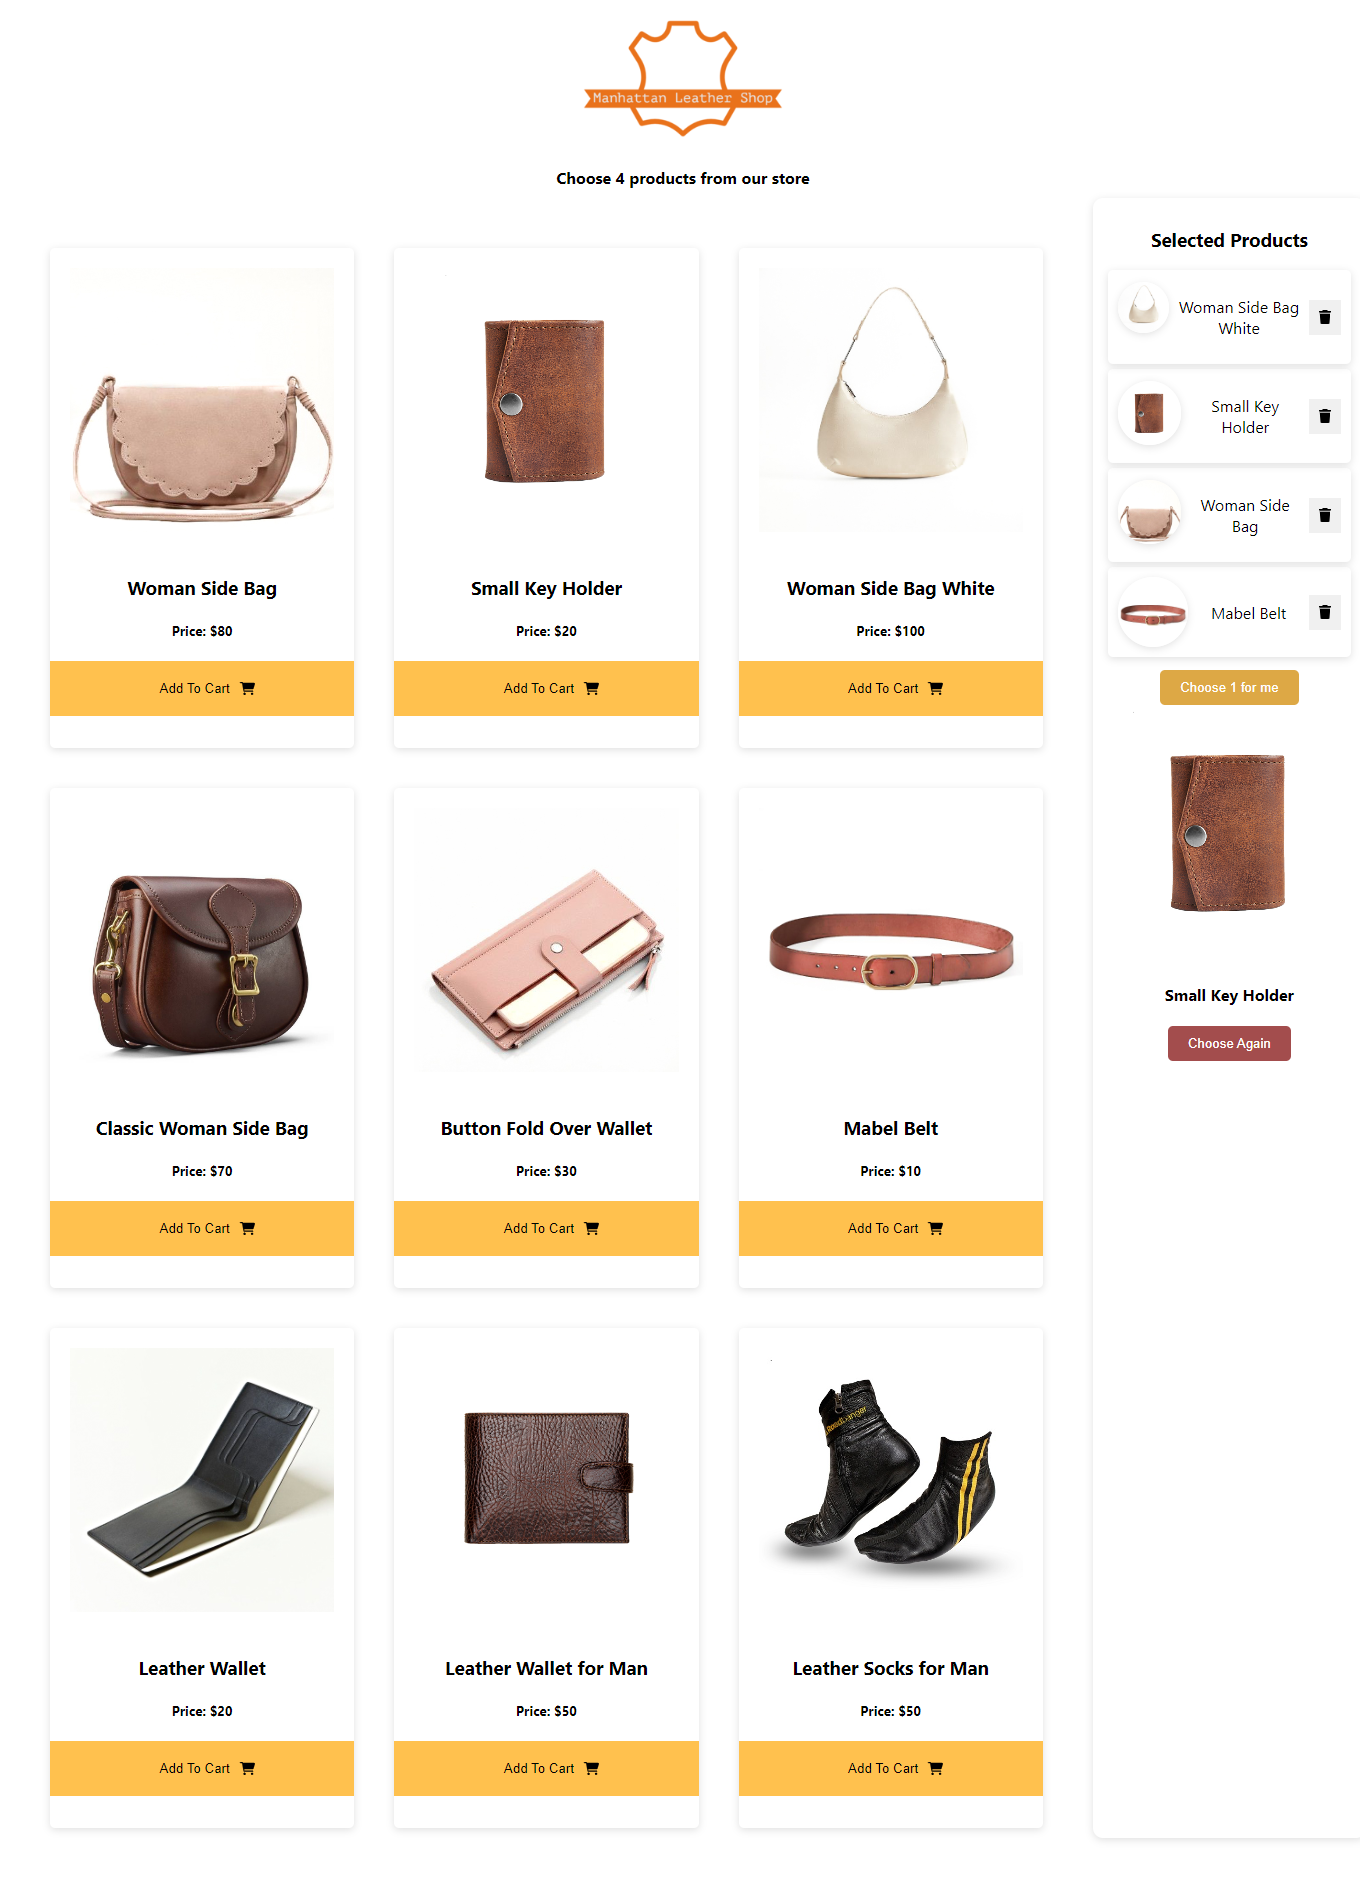 Manhattan Leather Shop
Choose 4 products from our store
Woman Side Bag
Price: $80
Add To Cart
Small Key Holder
Price: $20
Add To Cart
Woman Side Bag White
Price: $100
Add To Cart
Classic Woman Side Bag
Price: $70
Add To Cart
Button Fold Over Wallet
Price: $30
Add To Cart
Mabel Belt
Price: $10
Add To Cart
Leather Wallet
Price: $20
Add To Cart
Leather Wallet for Man
Price: $50
Add To Cart
Leather Socks for Man
Price: $50
Add To Cart
Selected Products
Woman Side Bag
White
Small Key
Holder
Woman Side
Bag
Mabel Belt
Choose 1 for me
Small Key Holder
Choose Again